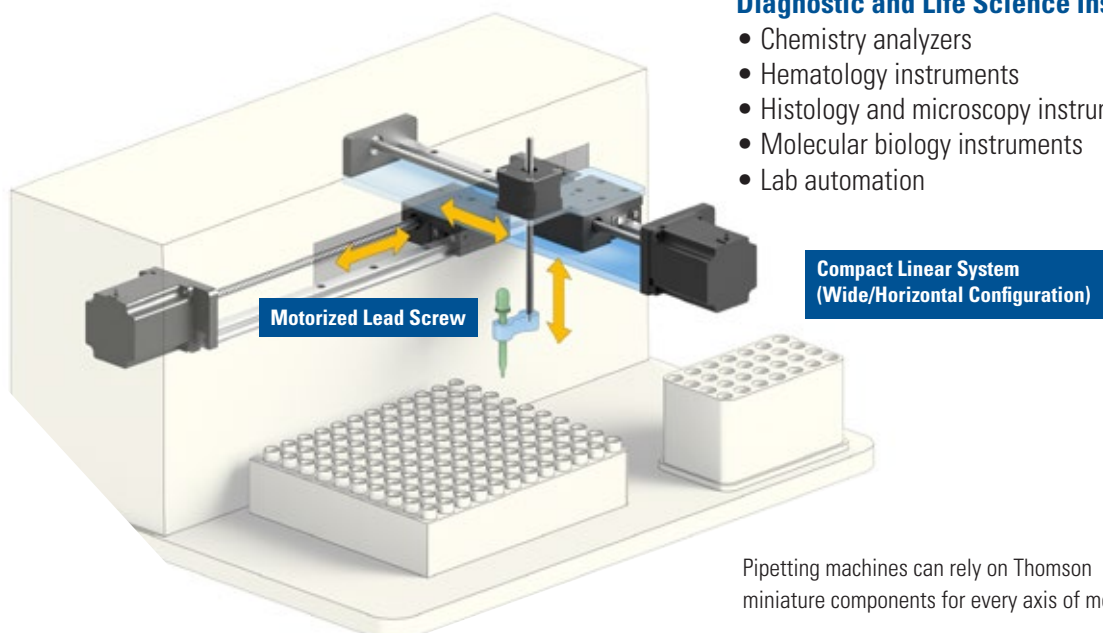 Diagnostic and Life Science
• Chemistry analyzers
• Hematology instruments
• Histology and microscopy
• Molecular biology instruments
• Lab automation
Motorized Lead Screw
Compact Linear System
(Wide/Horizontal Configuration)
Pipetting machines can rely on Thomson
miniature components for every axis of